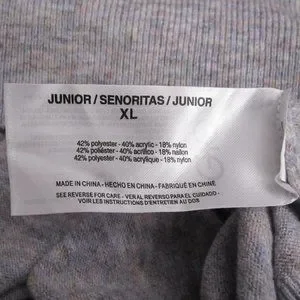 JUNIOR / SENORITAS / JUNIOR
XL
42% polyester - 40% acrylic - 18% nylon
42% poliéster - 40% acrílico - 18% nailon
42% polyester - 40% acrylique - 18% nylon
MADE IN CHINA - HECHO EN CHINA - FABRIQUÉ EN CHINE
SEE REVERSE FOR CARE - VER AL REVERSO PARA EL CUIDADO -
VOIR LES INSTRUCTIONS D'ENTRETIEN AU DOS